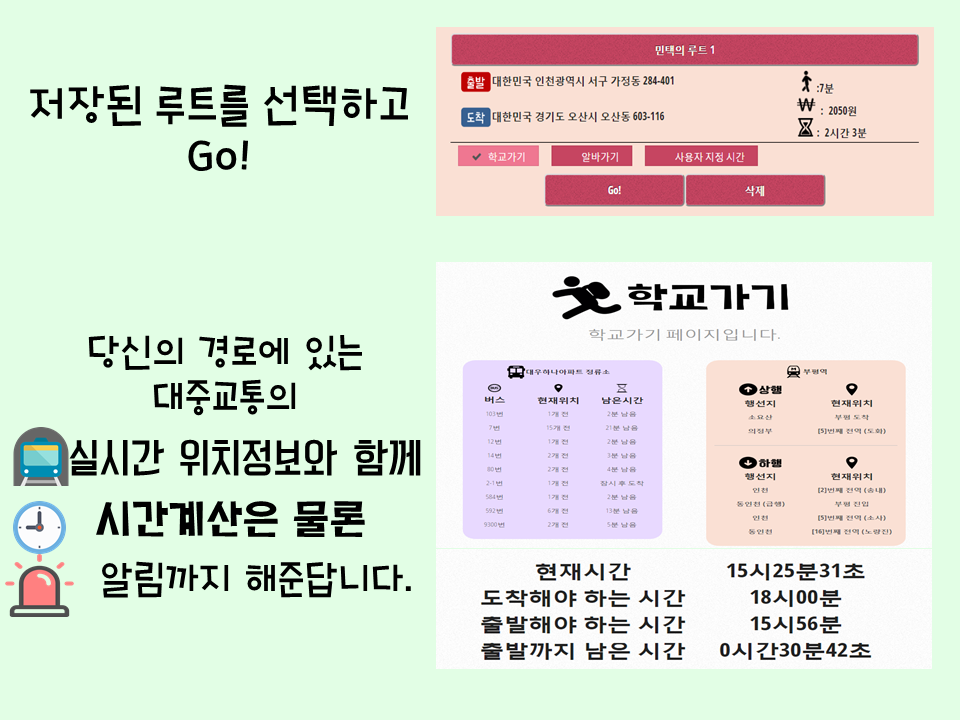 저장된 루트를 선택하고
Go!
민택의 루트 1
출발 대한민국 인천광역시 서구 가정동 284-401
:7분
₩ : 2050원
도착 대한민국 경기도 오산시 오산동 603-116
: 2시간 3분
✔ 학교가기 알바가기 사용자 지정 시간
Go! 삭제
당신의 경로에 있는
대중교통의
실시간 위치정보와 함께
시간계산은 물론
알림까지 해준답니다.
학교가기
학교가기 페이지입니다.
대우하나아파트 정류소
버스 현재위치 남은시간
103번 1개 전 2분 남음
7번 15개 전 21분 남음
12번 1개 전 2분 남음
14번 2개 전 3분 남음
80번 2개 전 4분 남음
2-1번 1개 전 잠시 후 도착
584번 1개 전 2분 남음
592번 6개 전 13분 남음
9300번 2개 전 5분 남음
부평역
상행
행선지 현재위치
소요산 부평 도착
의정부 [5]번째 전역 (도화)
하행
행선지 현재위치
인천 [2]번째 전역 (송내)
동인천 (급행) 부평 진입
인천 [5]번째 전역 (소사)
동인천 [16]번째 전역 (노량진)
현재시간 15시25분31초
도착해야 하는 시간 18시00분
출발해야 하는 시간 15시56분
출발까지 남은 시간 0시간30분42초